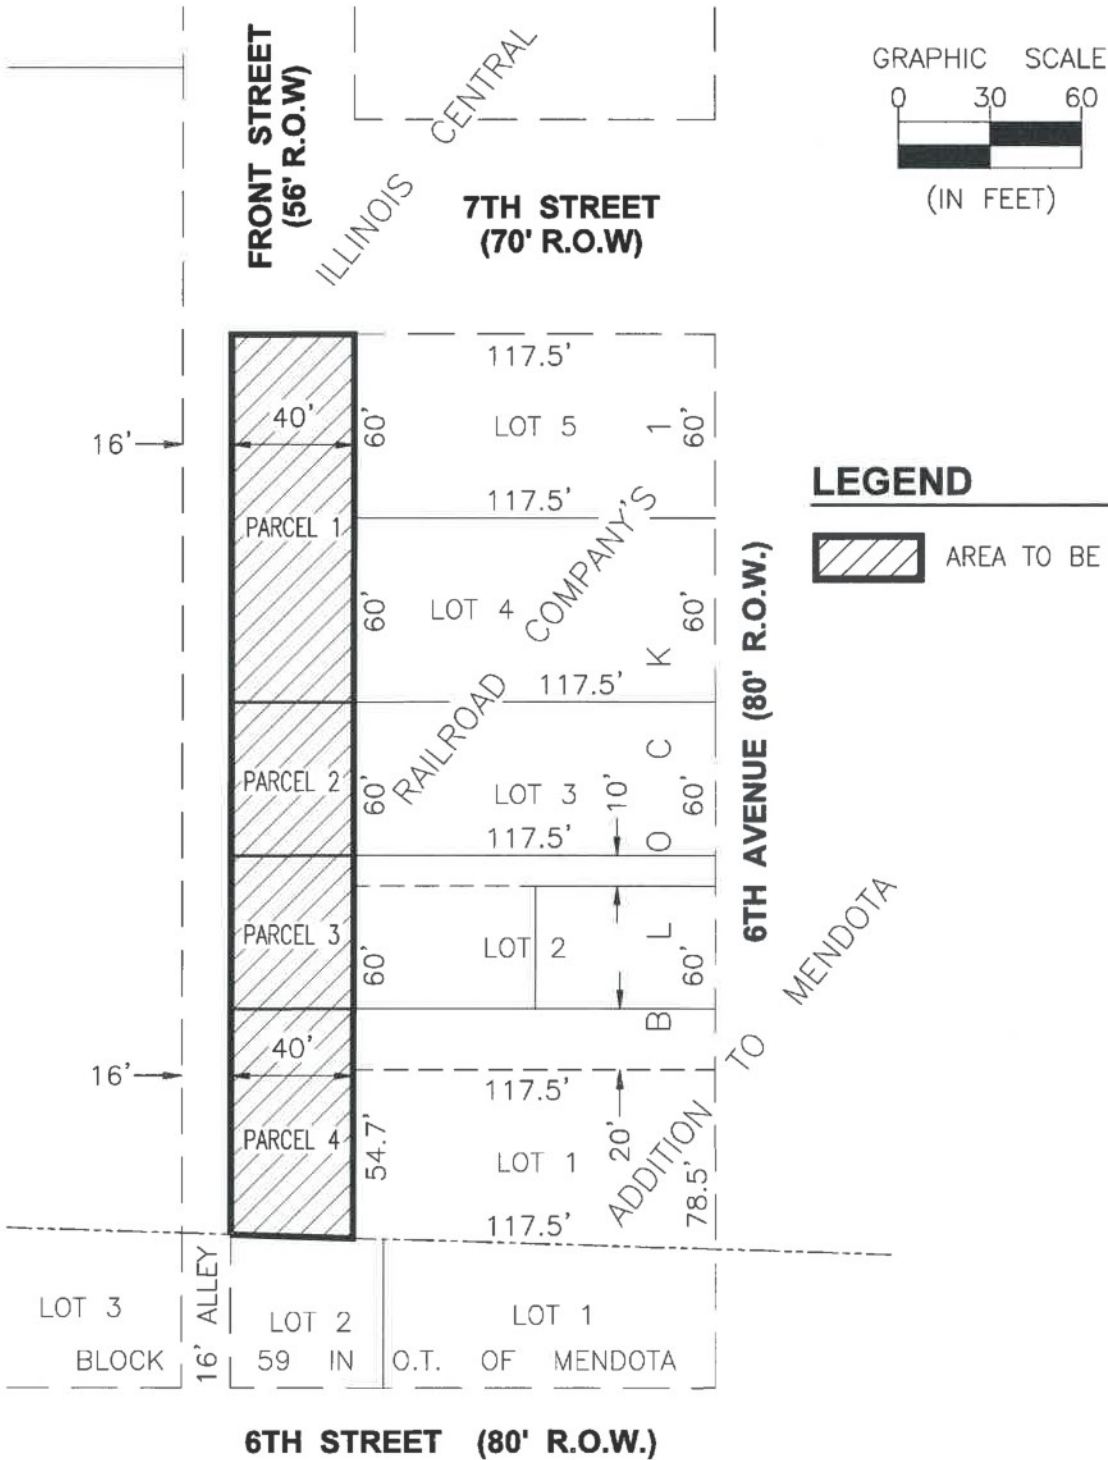 FRONT STREET
(56' R.O.W)
ILLINOIS CENTRAL
RAILROAD COMPANY'S
ADDITION TO MENDOTA
7TH STREET
(70' R.O.W)
GRAPHIC SCALE
0 30 60
(IN FEET)
117.5'
40'
60'
LOT 5
1
60'
16'
117.5'
PARCEL 1
LEGEND
AREA TO BE
60'
LOT 4
60'
K
117.5'
PARCEL 2
60'
LOT 3
10'
C
60'
117.5'
O
6TH AVENUE (80' R.O.W.)
PARCEL 3
60'
LOT 2
L
60'
B
40'
16'
117.5'
PARCEL 4
54.7'
LOT 1
20'
78.5'
117.5'
LOT 3
16' ALLEY
LOT 2
LOT 1
BLOCK 59 IN O.T. OF MENDOTA
6TH STREET (80' R.O.W.)